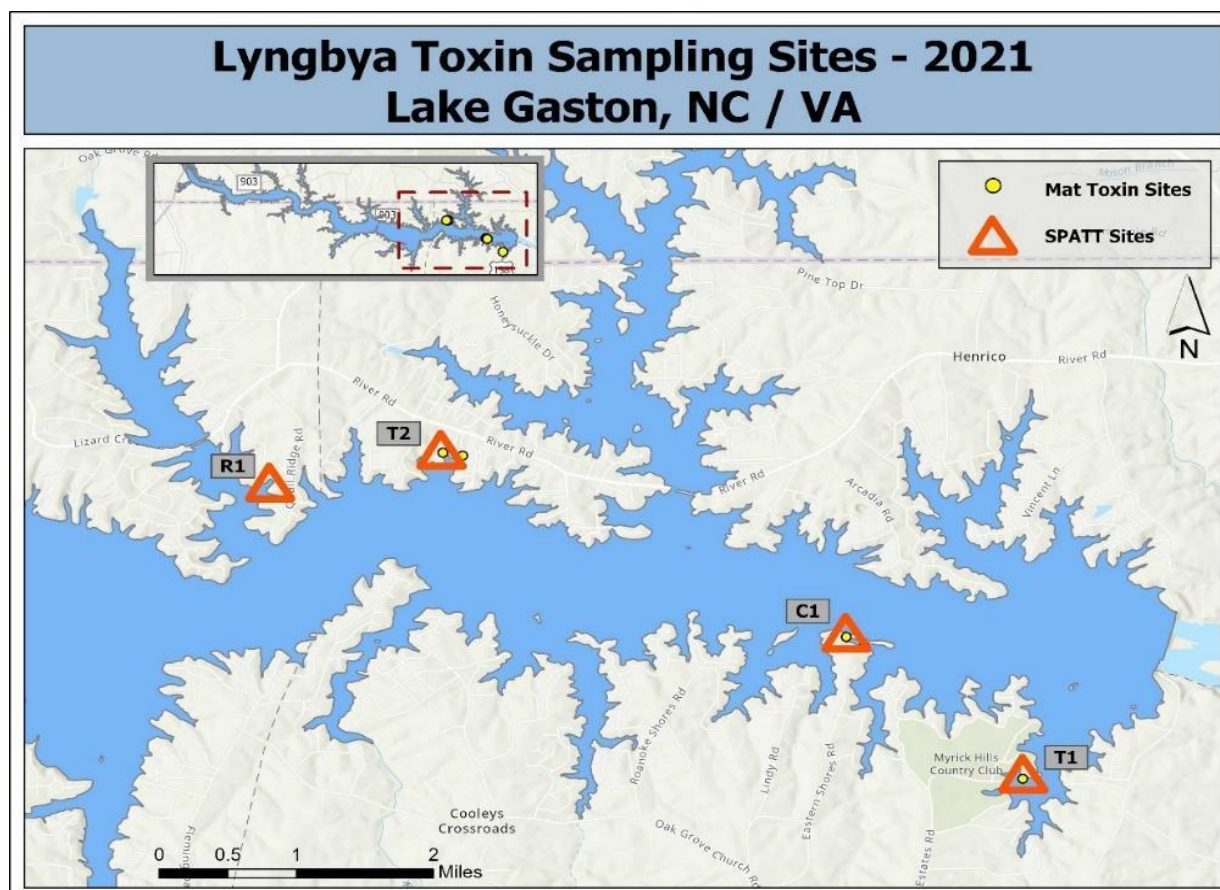 Lyngbya Toxin Sampling Sites - 2021
Lake Gaston, NC / VA
Oak Grove Rd
903
903
Mat Toxin Sites
SPATT Sites
Pine Top Dr
N
Honeysuckle Dr
Henrico
River Rd
River Rd
Lizard
T2
River Rd
R1
Ridge Rd
River Rd
Arcadia Rd
Vincent Ln
C1
Roanoke Shores Rd
Lindy Rd
Eastern Shores Rd
Myrick Hills
Country Club
T1
Cooleys
Crossroads
Oak Grove Church Rd
Estates Rd
0 0.5 1 2
Miles